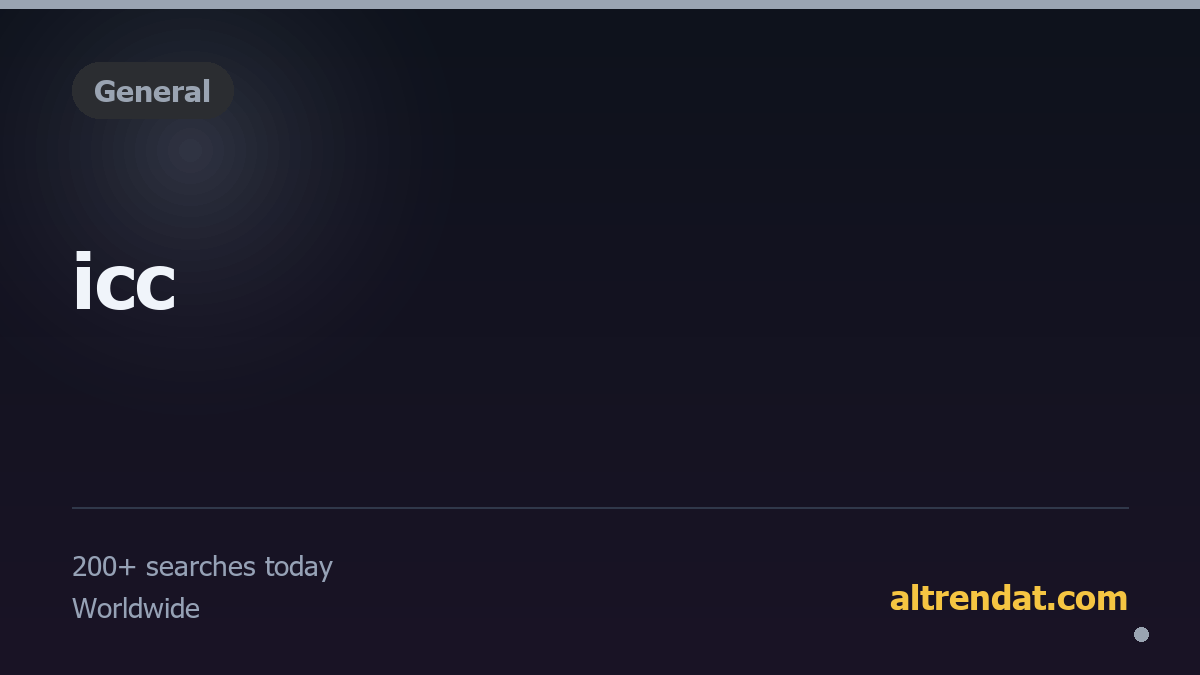 General
icc
200+ searches today
Worldwide
altrendat.com